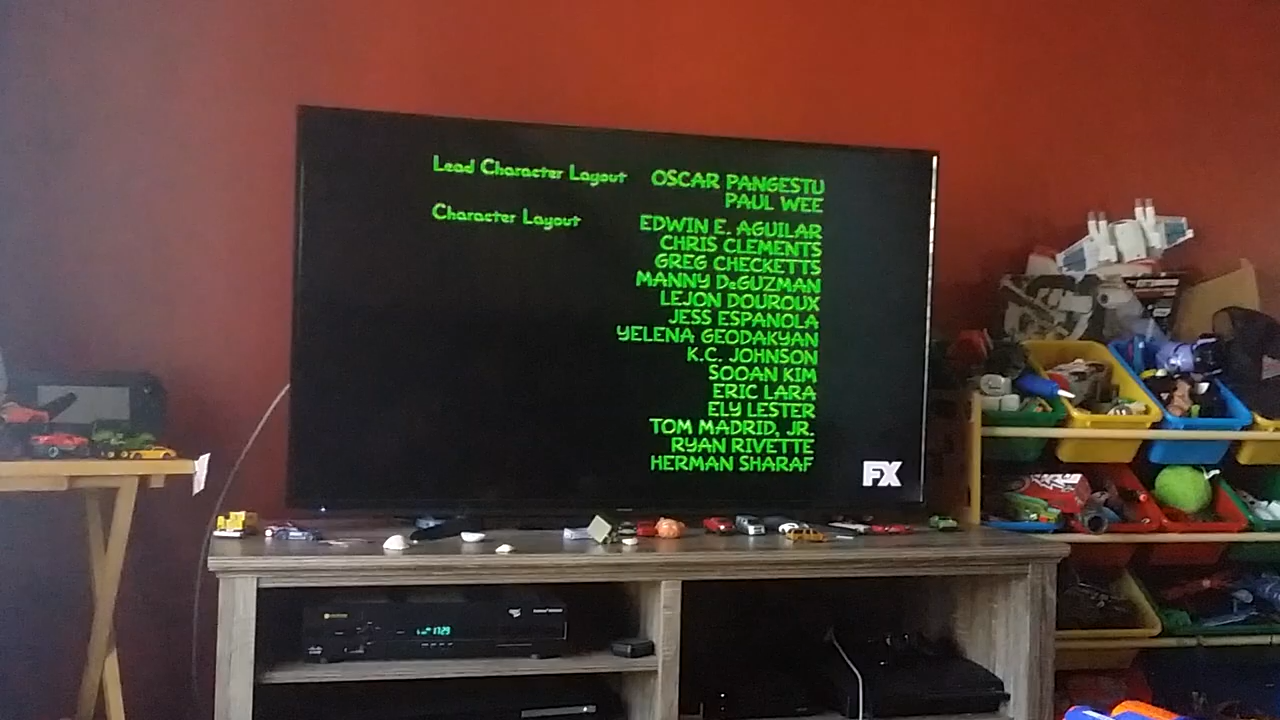 Lead Character Layout OSCAR PANGESTU
PAUL WEE
Character Layout EDWIN E. AGUILAR
CHRIS CLEMENTS
GREG CHECKETTS
MANNY DeGUZMAN
LEJON DOUROUX
JESS ESPANOLA
YELENA GEODAKYAN
K.C. JOHNSON
SOOAN KIM
ERIC LARA
ELY LESTER
TOM MADRID, JR.
RYAN RIVETTE
HERMAN SHARAF
FX